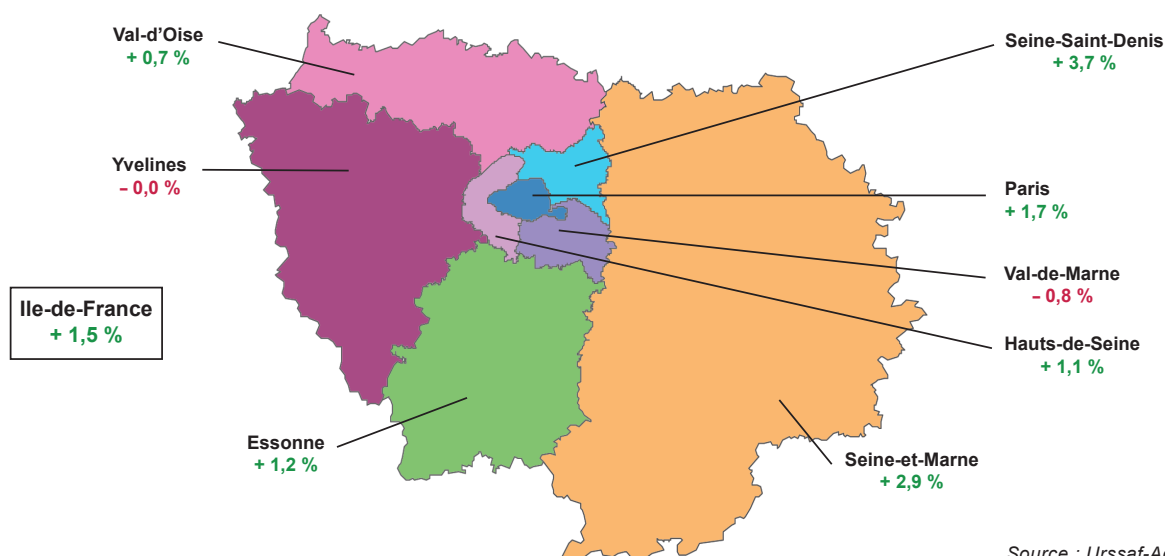 Val-d'Oise
+ 0,7 %
Seine-Saint-Denis
+ 3,7 %
Yvelines
– 0,0 %
Paris
+ 1,7 %
Val-de-Marne
– 0,8 %
Ile-de-France
+ 1,5 %
Hauts-de-Seine
+ 1,1 %
Essonne
+ 1,2 %
Seine-et-Marne
+ 2,9 %
Source : Urssaf-A